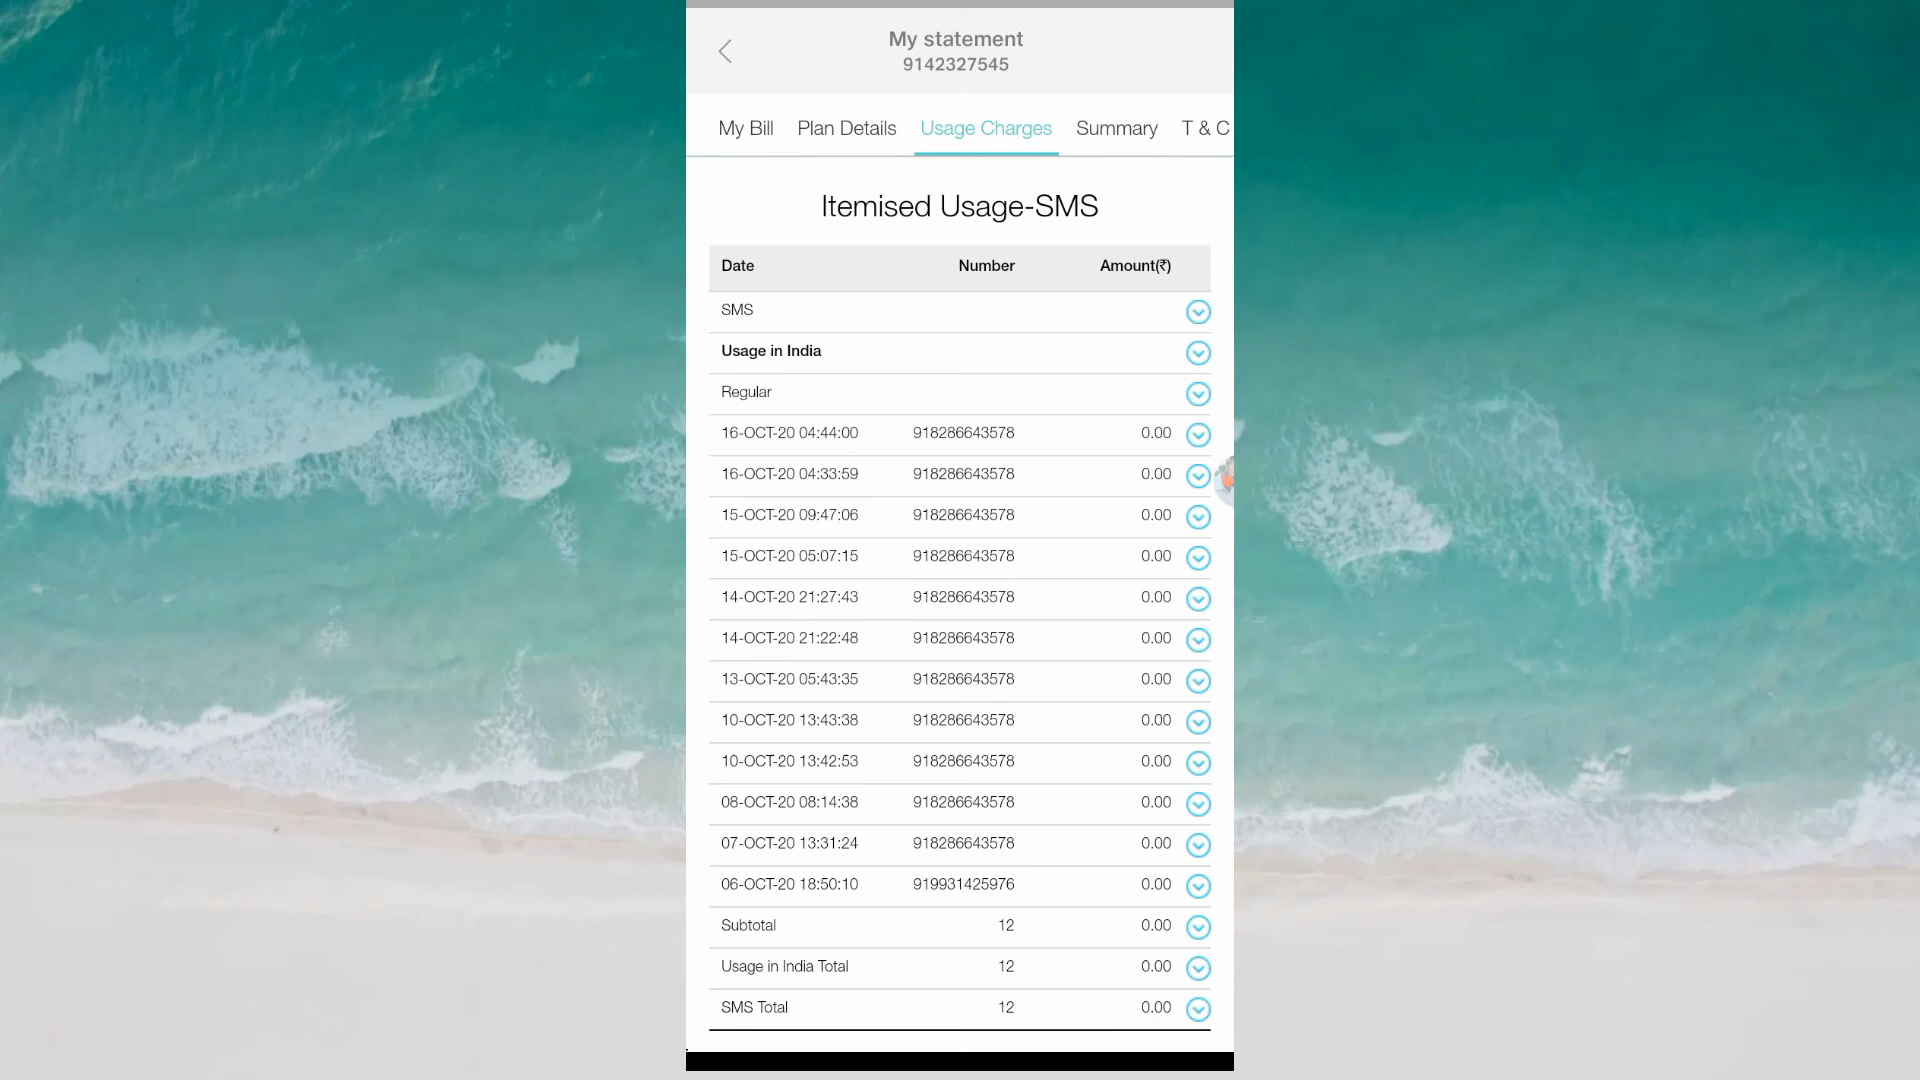 My statement
9142327545
My Bill Plan Details Usage Charges Summary T & C
Itemised Usage-SMS
Date Number Amount(₹)
SMS
Usage in India
Regular
16-OCT-20 04:44:00 918286643578 0.00
16-OCT-20 04:33:59 918286643578 0.00
15-OCT-20 09:47:06 918286643578 0.00
15-OCT-20 05:07:15 918286643578 0.00
14-OCT-20 21:27:43 918286643578 0.00
14-OCT-20 21:22:48 918286643578 0.00
13-OCT-20 05:43:35 918286643578 0.00
10-OCT-20 13:43:38 918286643578 0.00
10-OCT-20 13:42:53 918286643578 0.00
08-OCT-20 08:14:38 918286643578 0.00
07-OCT-20 13:31:24 918286643578 0.00
06-OCT-20 18:50:10 919931425976 0.00
Subtotal 12 0.00
Usage in India Total 12 0.00
SMS Total 12 0.00